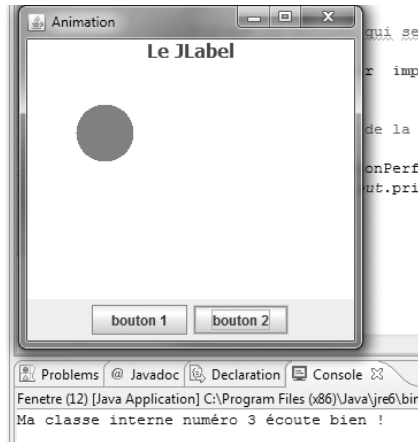 Animation
qui se
Le JLabel
r imp
de la
onPerf
ut.pri
bouton 1 bouton 2
Problems @ Javadoc Declaration Console
Fenetre (12) [Java Application] C:\Program Files (x86)\Java\jre6\bin
Ma classe interne numéro 3 écoute bien !